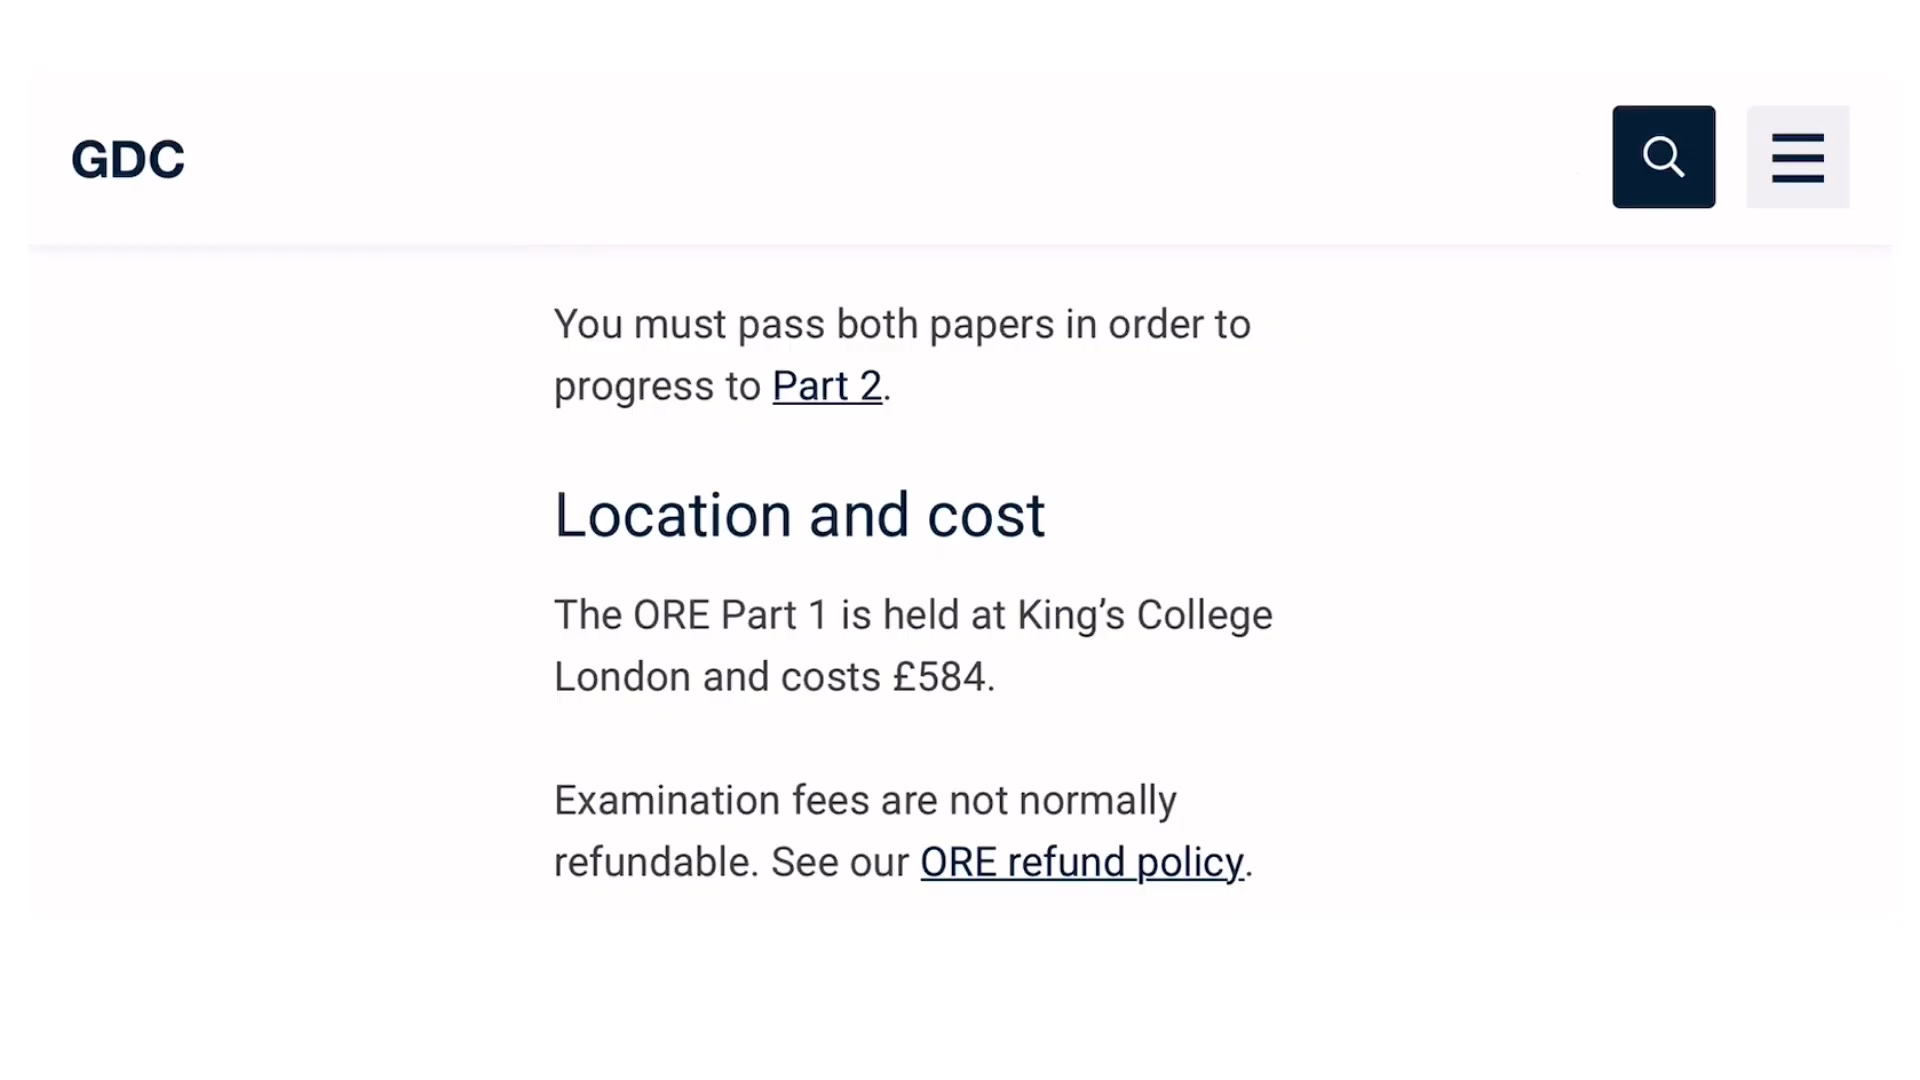 GDC
You must pass both papers in order to
progress to Part 2.
Location and cost
The ORE Part 1 is held at King’s College
London and costs £584.
Examination fees are not normally
refundable. See our ORE refund policy.